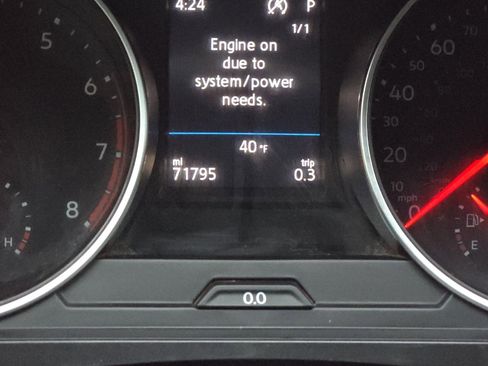 4:24 P
1/1
Engine on
due to
system/power
needs.
40 °F
mi trip
71795 0.3
5
6
7
8
H
70
60
40
20
10
0
mph
E
0.0